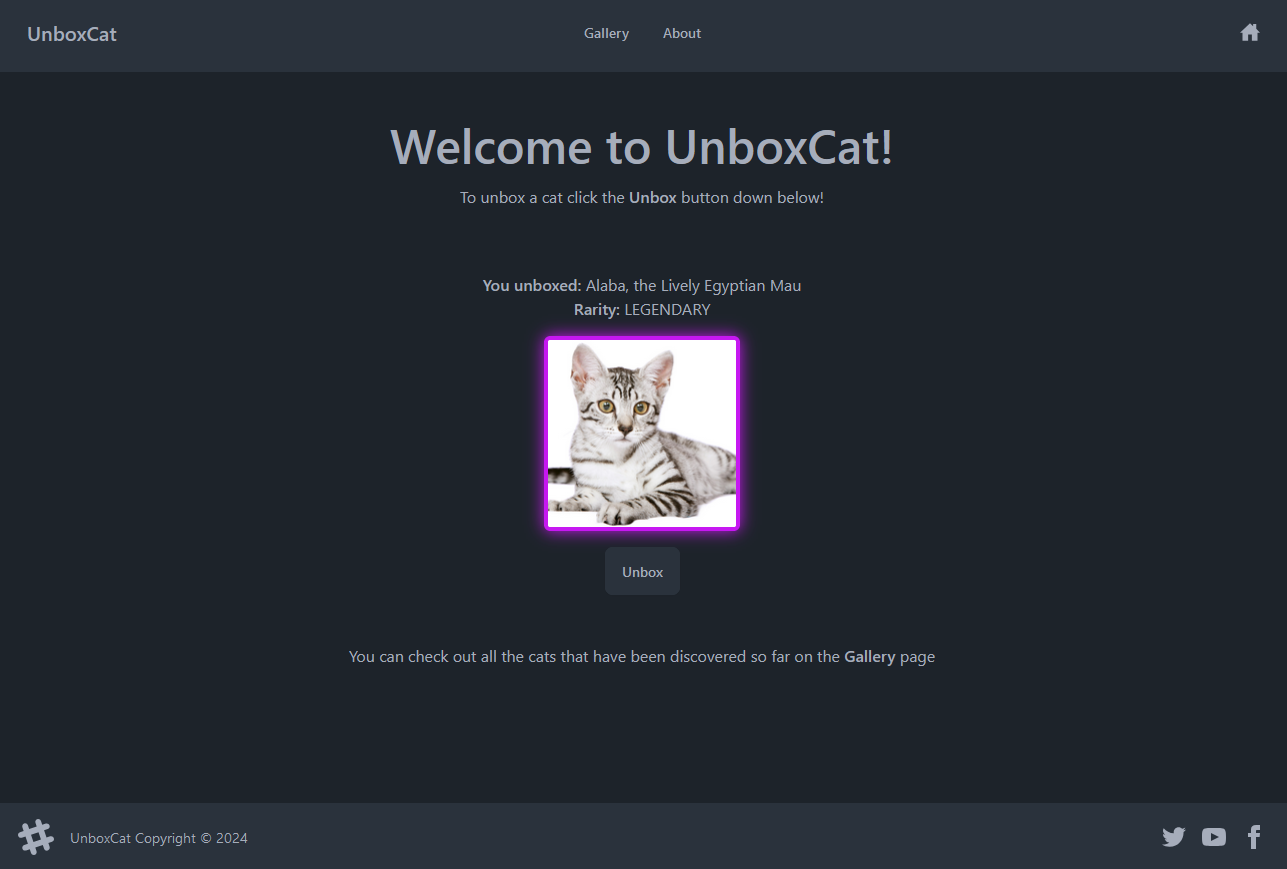 UnboxCat
Gallery
About
Welcome to UnboxCat!
To unbox a cat click the Unbox button down below!
You unboxed: Alaba, the Lively Egyptian Mau
Rarity: LEGENDARY
Unbox
You can check out all the cats that have been discovered so far on the Gallery page
UnboxCat Copyright © 2024